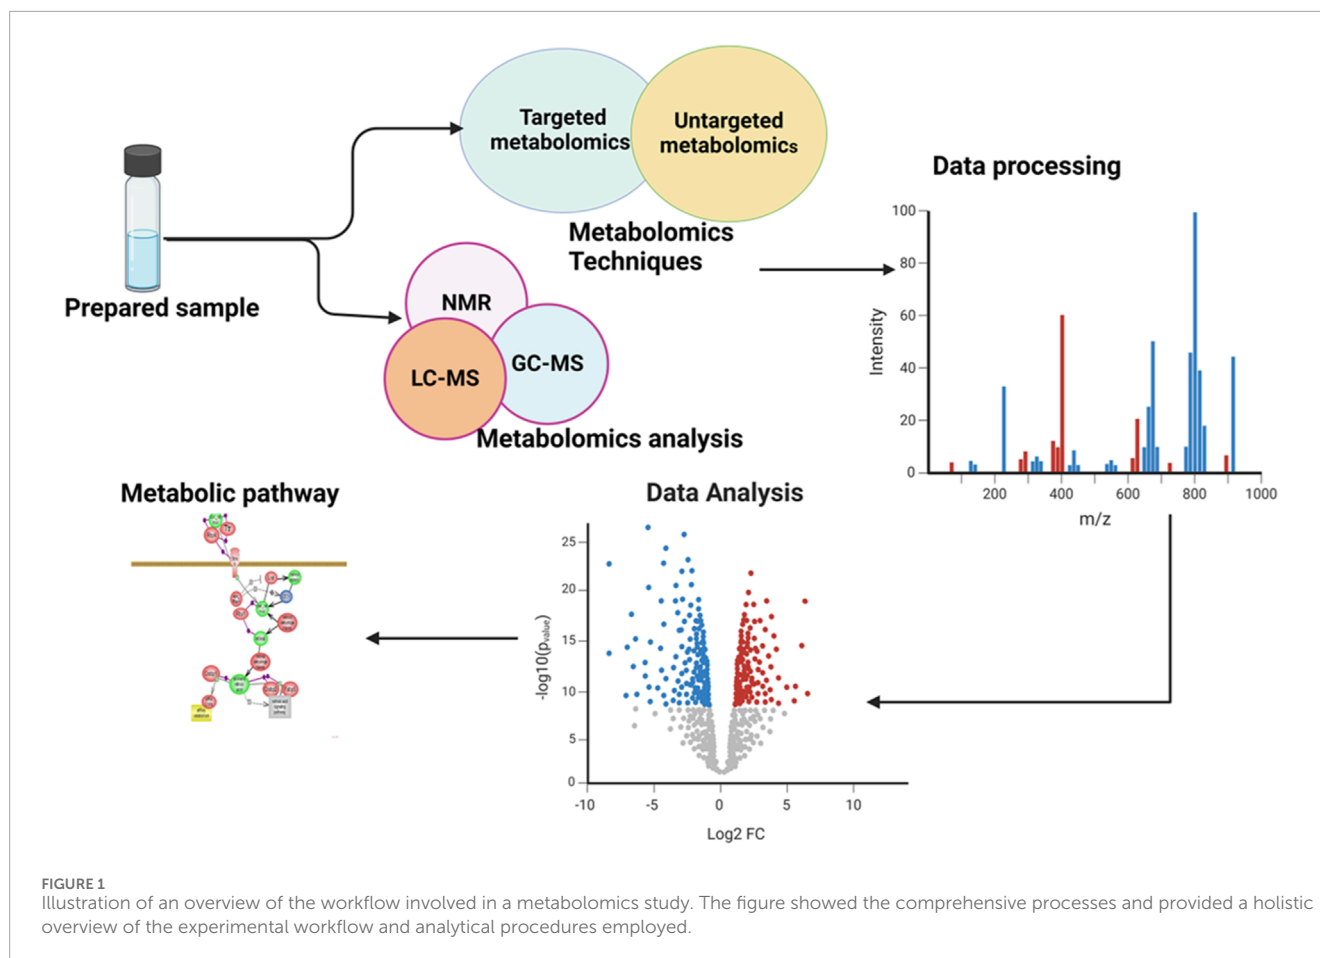 Targeted
metabolomics
Untargeted
metabolomics
Metabolomics
Techniques
Prepared sample
NMR
GC-MS
LC-MS
Metabolomics analysis
Data processing
100
80
60
40
20
0
Intensity
200 400 600 800 1000
m/z
Data Analysis
25
20
15
10
5
0
-log10(pvalue)
-10 -5 0 5 10
Log2 FC
Metabolic pathway
FIGURE 1
Illustration of an overview of the workflow involved in a metabolomics study. The figure showed the comprehensive processes and provided a holistic
overview of the experimental workflow and analytical procedures employed.